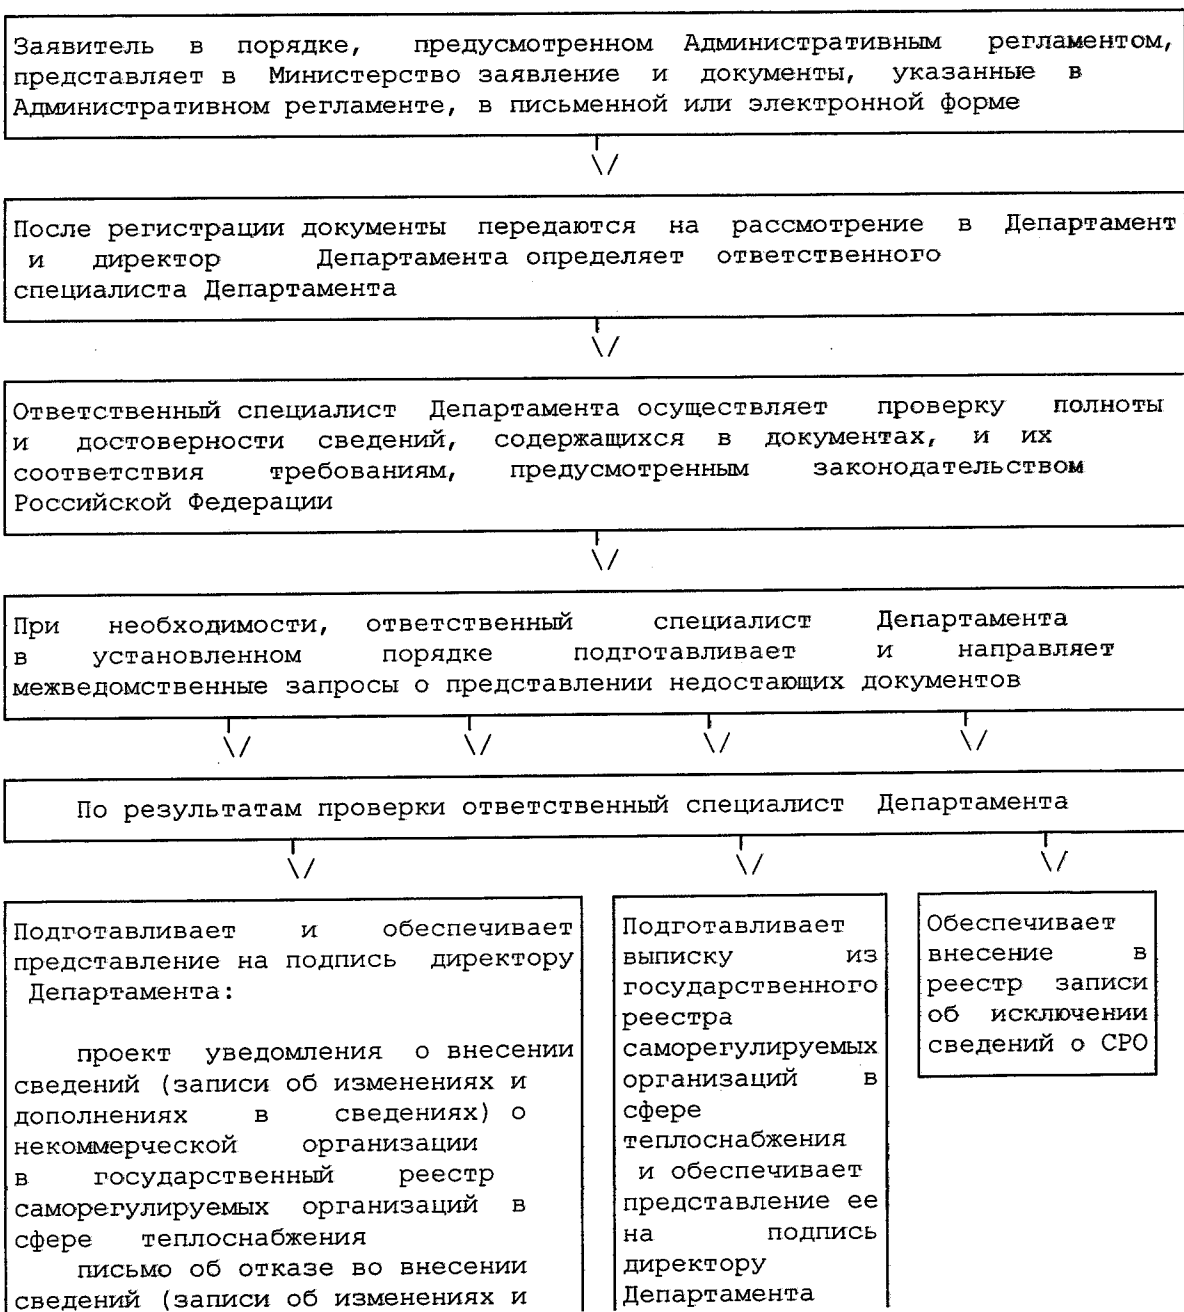 Заявитель в порядке, предусмотренном Административным регламентом,
представляет в Министерство заявление и документы, указанные в
Административном регламенте, в письменной или электронной форме
\/
После регистрации документы передаются на рассмотрение в Департамент
и директор Департамента определяет ответственного
специалиста Департамента
\/
Ответственный специалист Департамента осуществляет проверку полноты
и достоверности сведений, содержащихся в документах, и их
соответствия требованиям, предусмотренным законодательством
Российской Федерации
\/
При необходимости, ответственный специалист Департамента
в установленном порядке подготавливает и направляет
межведомственные запросы о представлении недостающих документов
\/ \/ \/ \/
По результатам проверки ответственный специалист Департамента
\/ \/ \/
Подготавливает и обеспечивает
представление на подпись директору
Департамента:
проект уведомления о внесении
сведений (записи об изменениях и
дополнениях в сведениях) о
некоммерческой организации
в государственный реестр
саморегулируемых организаций в
сфере теплоснабжения
письмо об отказе во внесении
сведений (записи об изменениях и
Подготавливает
выписку из
государственного
реестра
саморегулируемых
организаций в
сфере
теплоснабжения
и обеспечивает
представление ее
на подпись
директору
Департамента
Обеспечивает
внесение в
реестр записи
об исключении
сведений о СРО